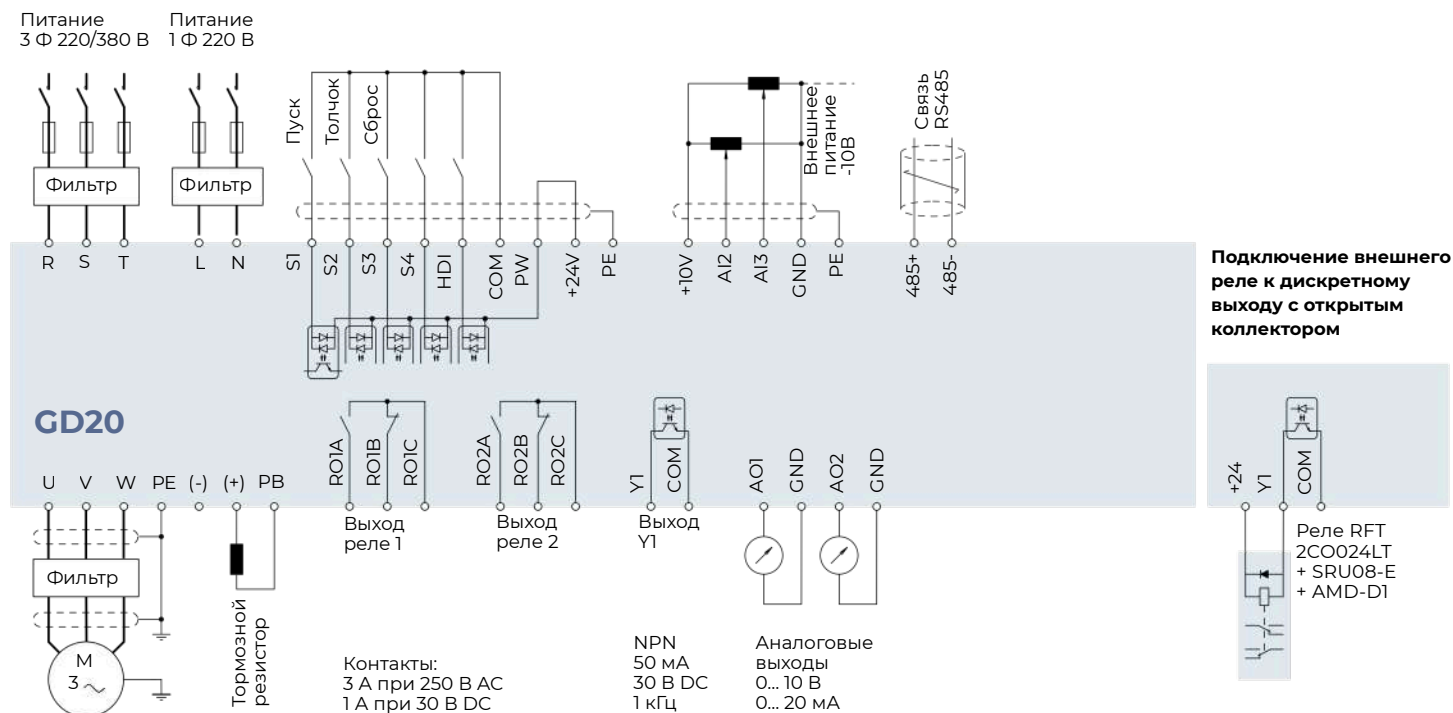 Питание
3 Ф 220/380 В
Питание
1 Ф 220 В
Пуск
Толчок
Сброс
Внешнее
питание
-10В
Связь
RS485
Фильтр
Фильтр
R
S
T
L
N
S1
S2
S3
S4
HDI
COM
PW
+24V
PE
+10V
AI2
AI3
GND
PE
485+
485-
Подключение внешнего
реле к дискретному
выходу с открытым
коллектором
GD20
U
V
W
PE
(-)
(+)
PB
RO1A
RO1B
RO1C
RO2A
RO2B
RO2C
Y1
COM
AO1
GND
AO2
GND
+24
Y1
COM
Выход
реле 1
Выход
реле 2
Выход
Y1
Реле RFT
2CO024LT
+ SRU08-E
+ AMD-D1
Фильтр
Тормозной
резистор
M
3 ~
Контакты:
3 А при 250 В AC
1 А при 30 В DC
NPN
50 мА
30 В DC
1 кГц
Аналоговые
выходы
0... 10 В
0... 20 мА